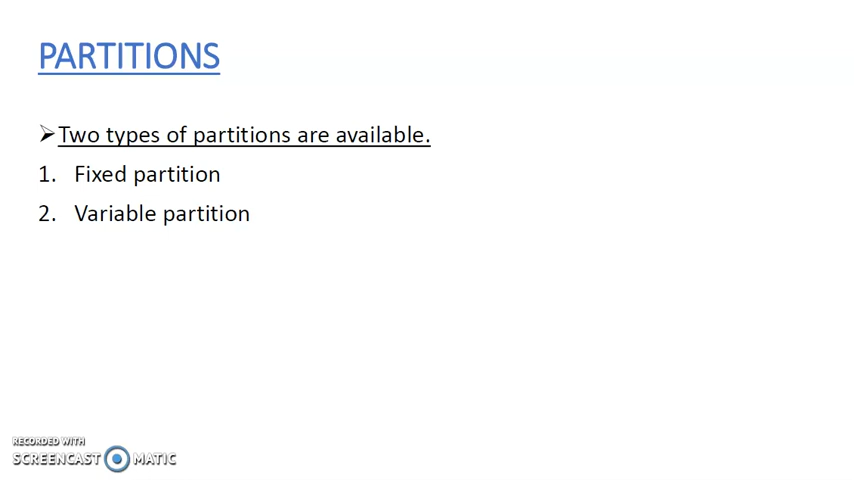 PARTITIONS
➢Two types of partitions are available.
1. Fixed partition
2. Variable partition
RECORDED WITH
SCREENCAST MATIC